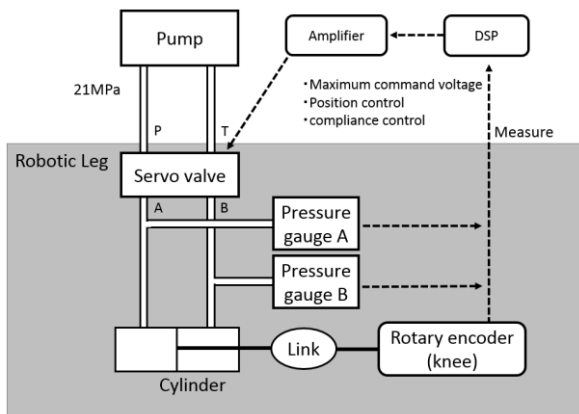 Pump
Amplifier
DSP
21MPa
・Maximum command voltage
・Position control
・compliance control
P
T
Measure
Robotic Leg
Servo valve
A
B
Pressure
gauge A
Pressure
gauge B
Link
Rotary encoder
(knee)
Cylinder